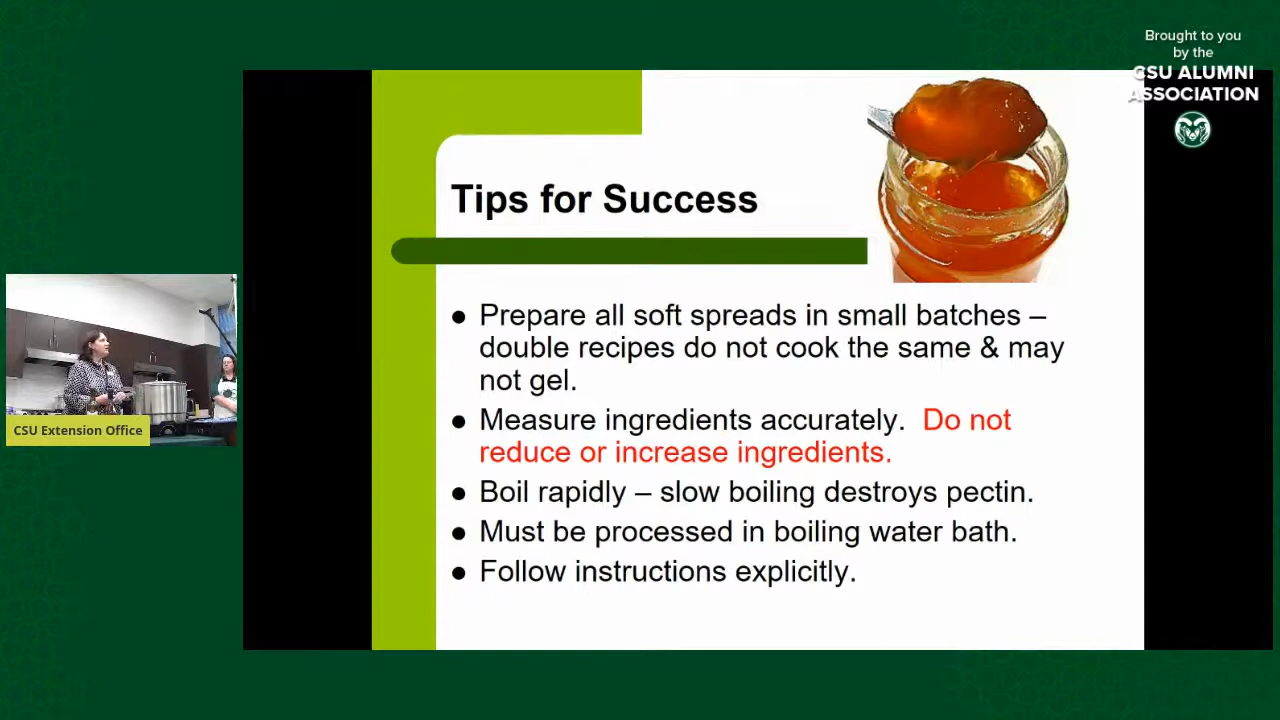 Brought to you
by the
CSU ALUMNI
ASSOCIATION
Tips for Success
● Prepare all soft spreads in small batches –
double recipes do not cook the same & may
not gel.
● Measure ingredients accurately. Do not
reduce or increase ingredients.
● Boil rapidly – slow boiling destroys pectin.
● Must be processed in boiling water bath.
● Follow instructions explicitly.
CSU Extension Office